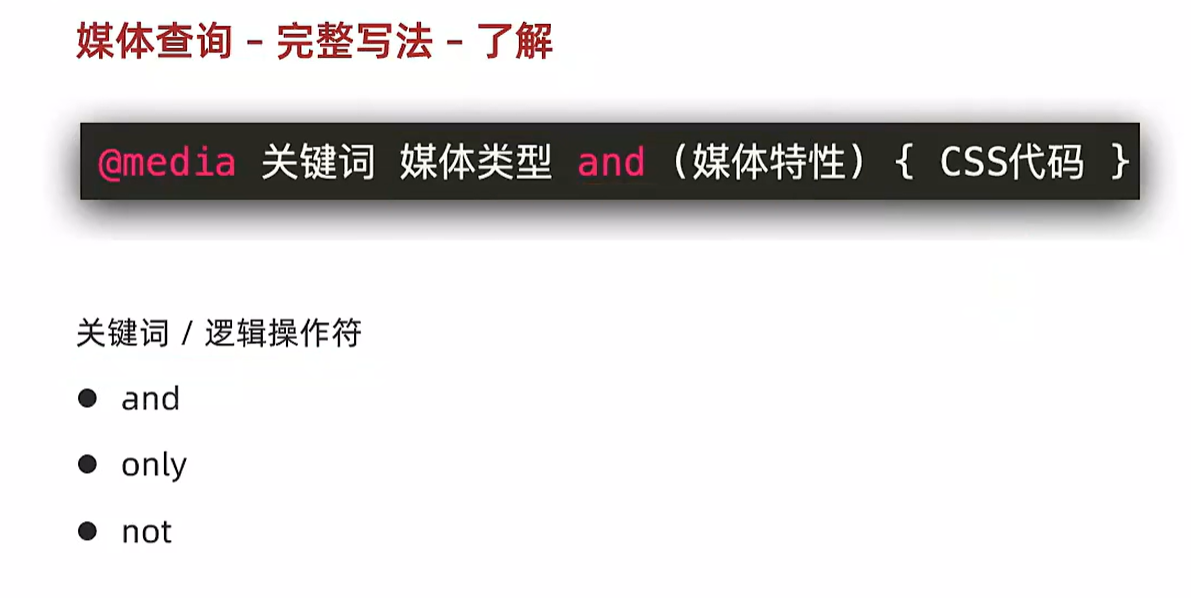 媒体查询 - 完整写法 - 了解
@media 关键词 媒体类型 and (媒体特性) { CSS代码 }
关键词 / 逻辑操作符
● and
● only
● not